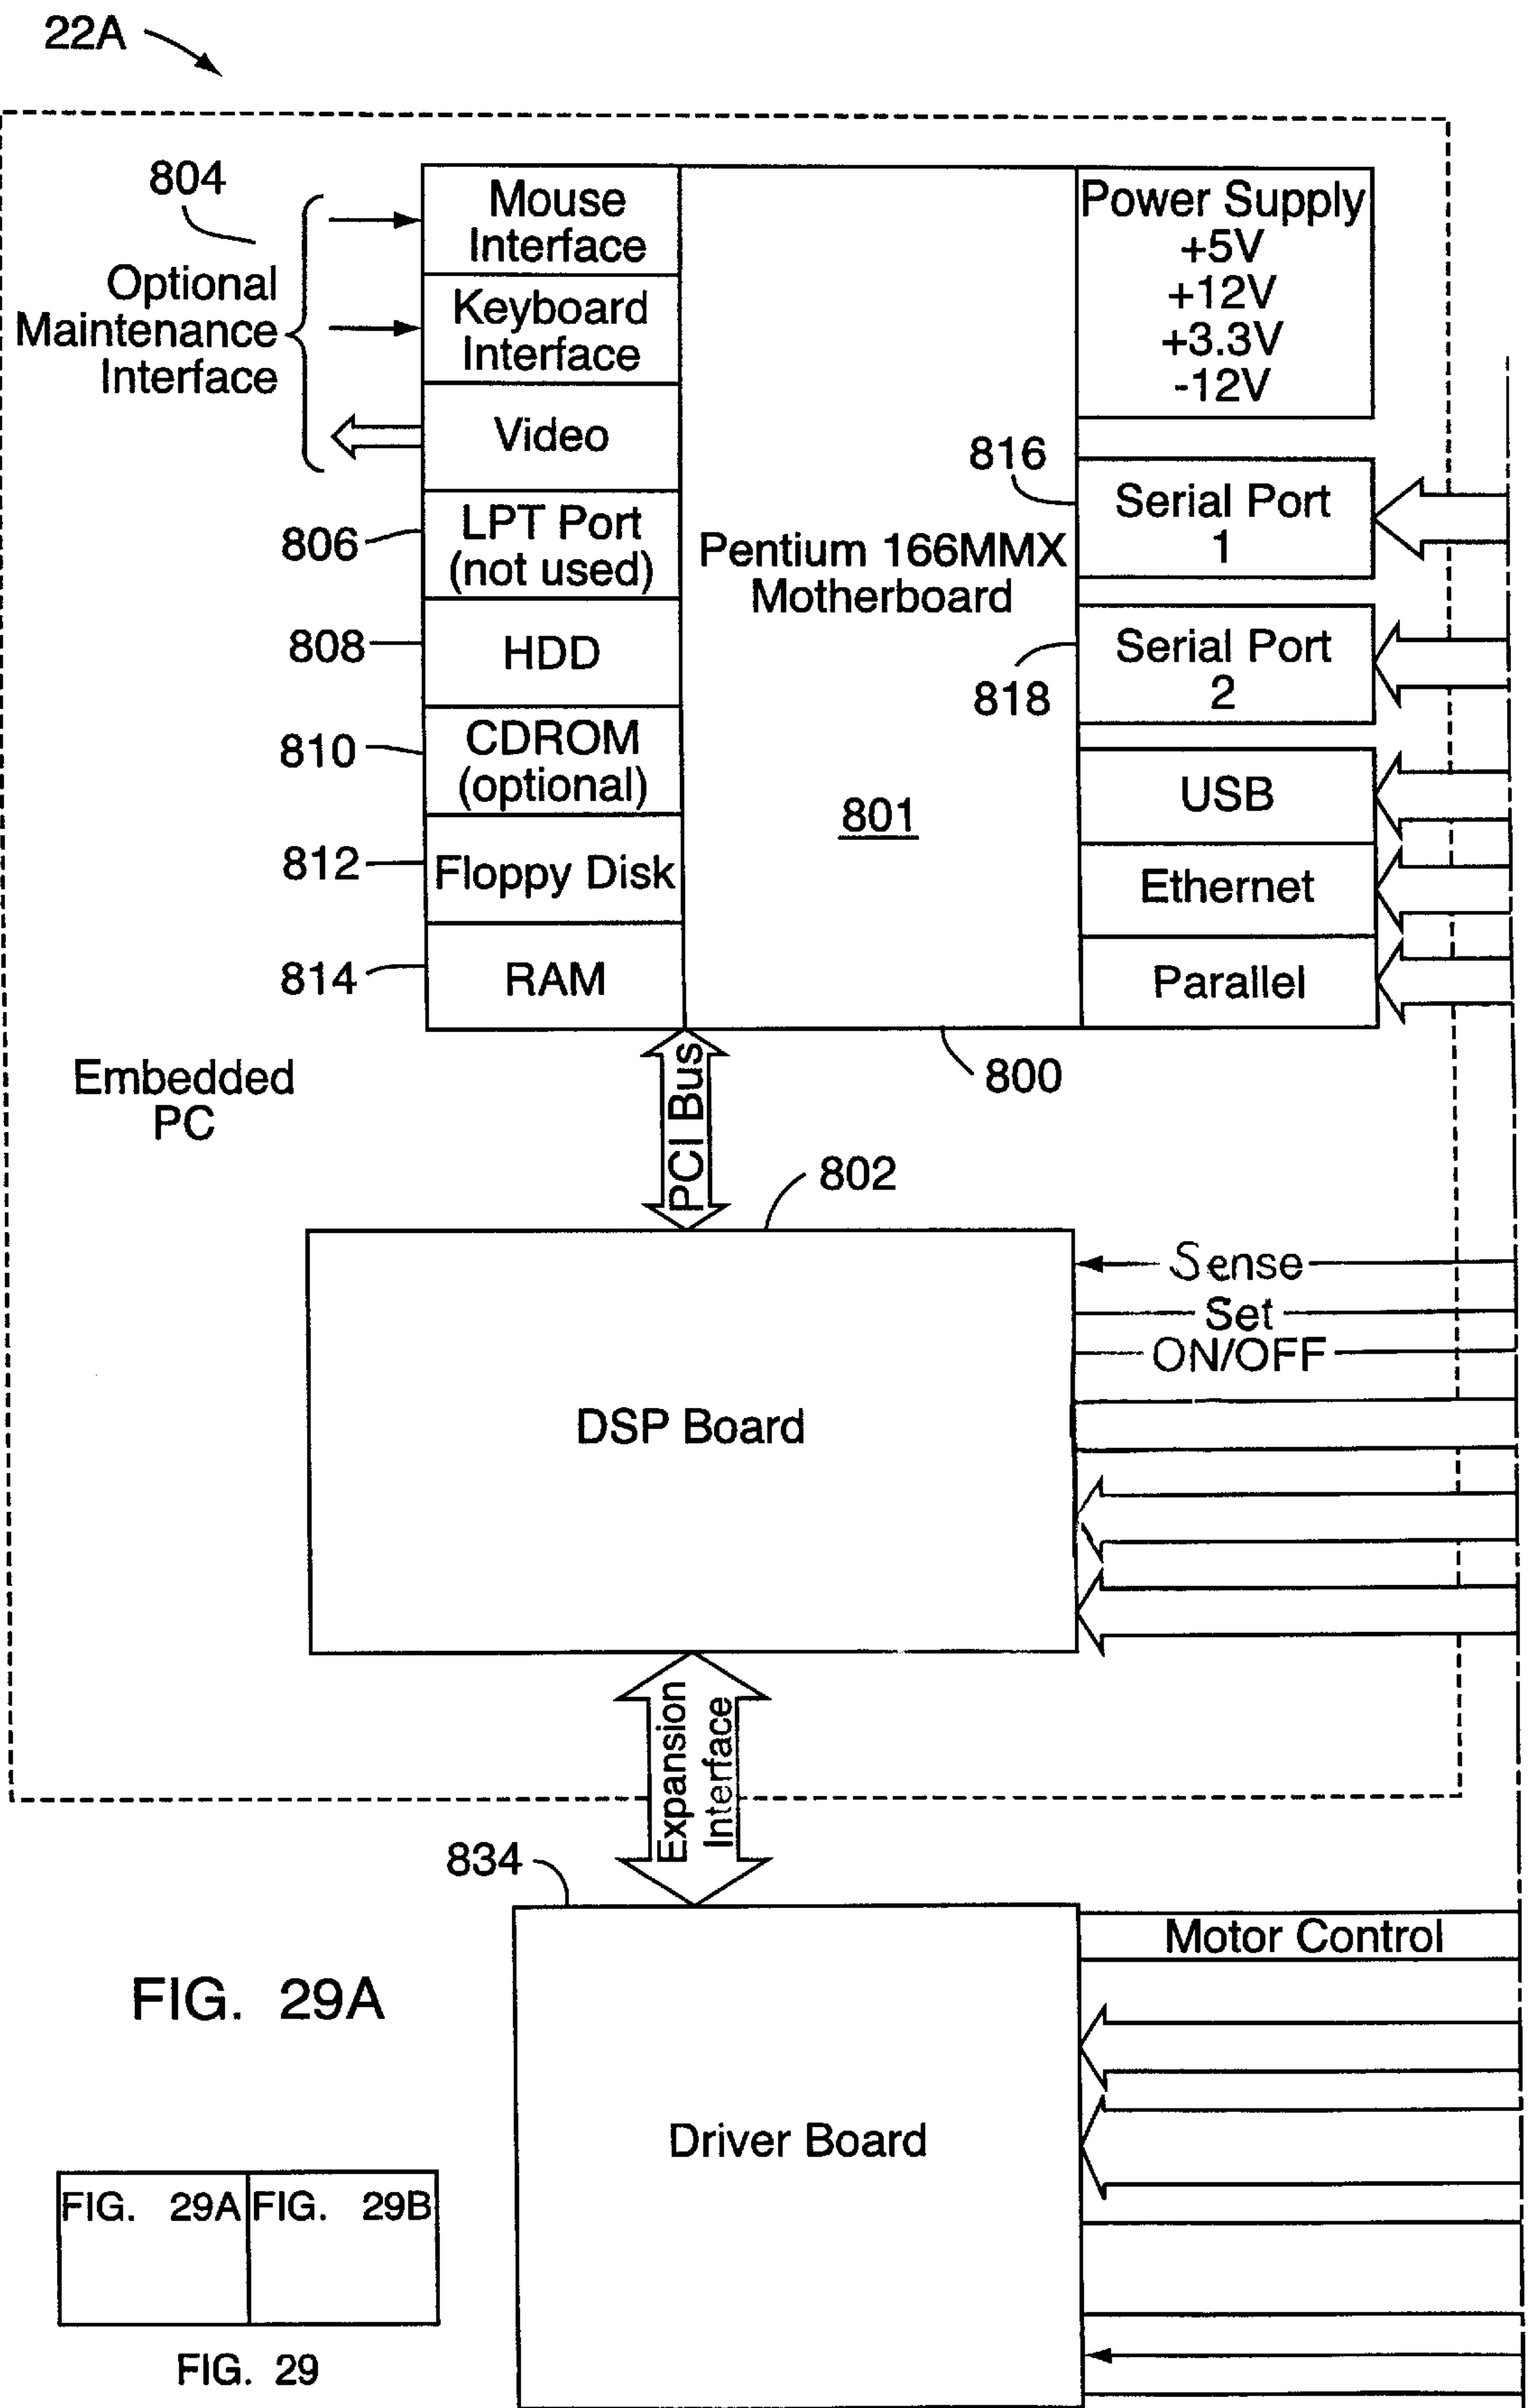 22A
804
Optional
Maintenance
Interface
Mouse
Interface
Keyboard
Interface
Video
806
LPT Port
(not used)
808
HDD
810
CDROM
(optional)
812
Floppy Disk
814
RAM
Pentium 166MMX
Motherboard
801
800
Power Supply
+5V
+12V
+3.3V
-12V
816
Serial Port
1
818
Serial Port
2
USB
Ethernet
Parallel
Embedded
PC
PCI Bus
802
DSP Board
Sense
Set
ON/OFF
Expansion
Interface
834
Driver Board
Motor Control
FIG. 29A
FIG. 29A
FIG. 29B
FIG. 29